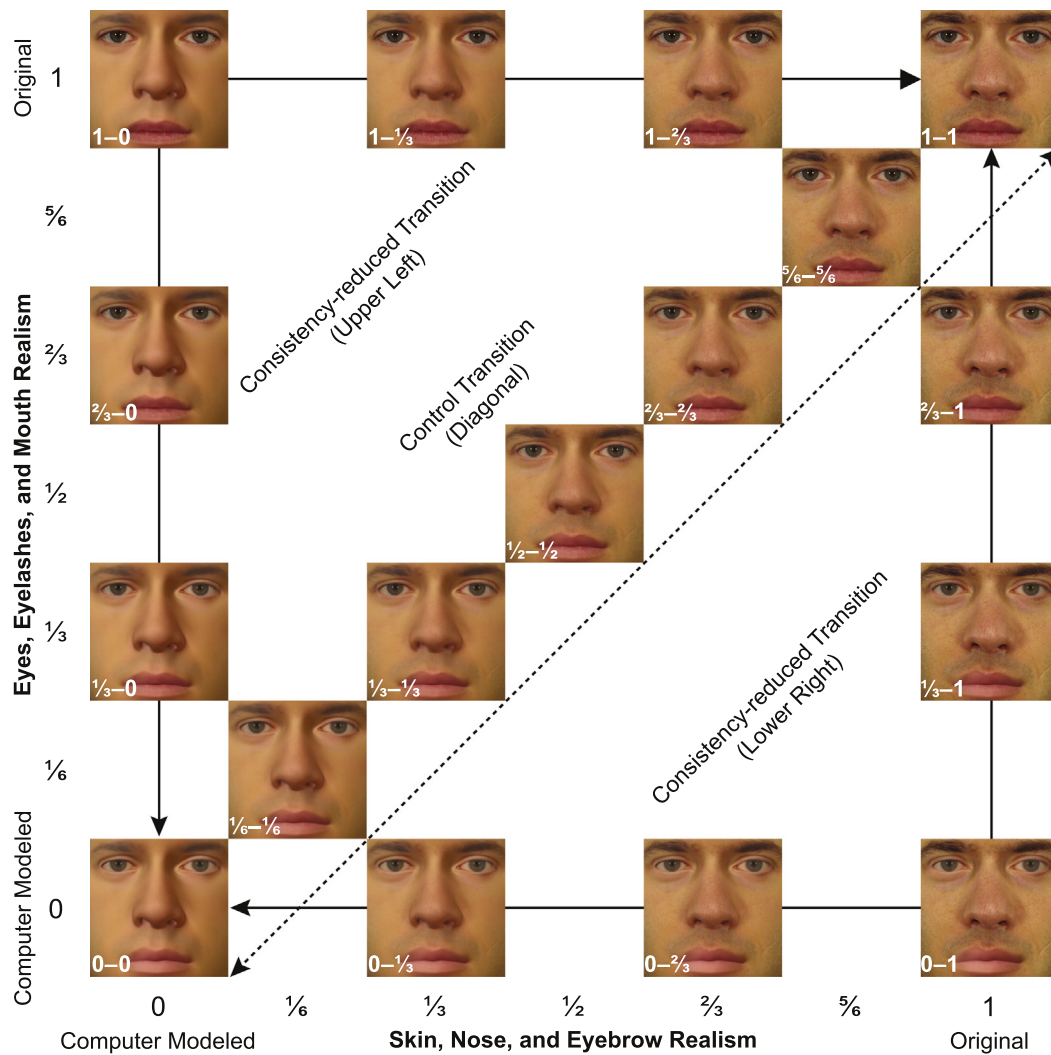 Original
1
1–0
1–⅓
1–⅔
1–1
⅚
⅚–⅚
Consistency-reduced Transition
(Upper Left)
Eyes, Eyelashes, and Mouth Realism
⅔
⅔–0
Control Transition
(Diagonal)
⅔–⅔
⅔–1
½
½–½
⅓
⅓–0
⅓–⅓
Consistency-reduced Transition
(Lower Right)
⅓–1
⅙
⅙–⅙
Computer Modeled
0
0–0
0–⅓
0–⅔
0–1
0
⅙
⅓
½
⅔
⅚
1
Computer Modeled
Skin, Nose, and Eyebrow Realism
Original